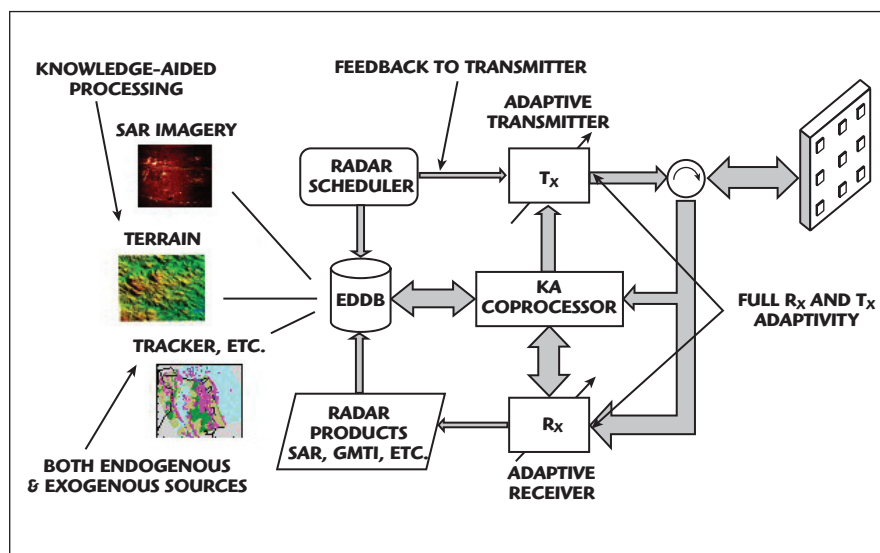 KNOWLEDGE-AIDED
PROCESSING
SAR IMAGERY
TERRAIN
TRACKER, ETC.
BOTH ENDOGENOUS
& EXOGENOUS SOURCES
FEEDBACK TO TRANSMITTER
RADAR
SCHEDULER
EDDB
RADAR
PRODUCTS
SAR, GMTI, ETC.
ADAPTIVE
TRANSMITTER
TX
KA
COPROCESSOR
RX
ADAPTIVE
RECEIVER
FULL RX AND TX
ADAPTIVITY